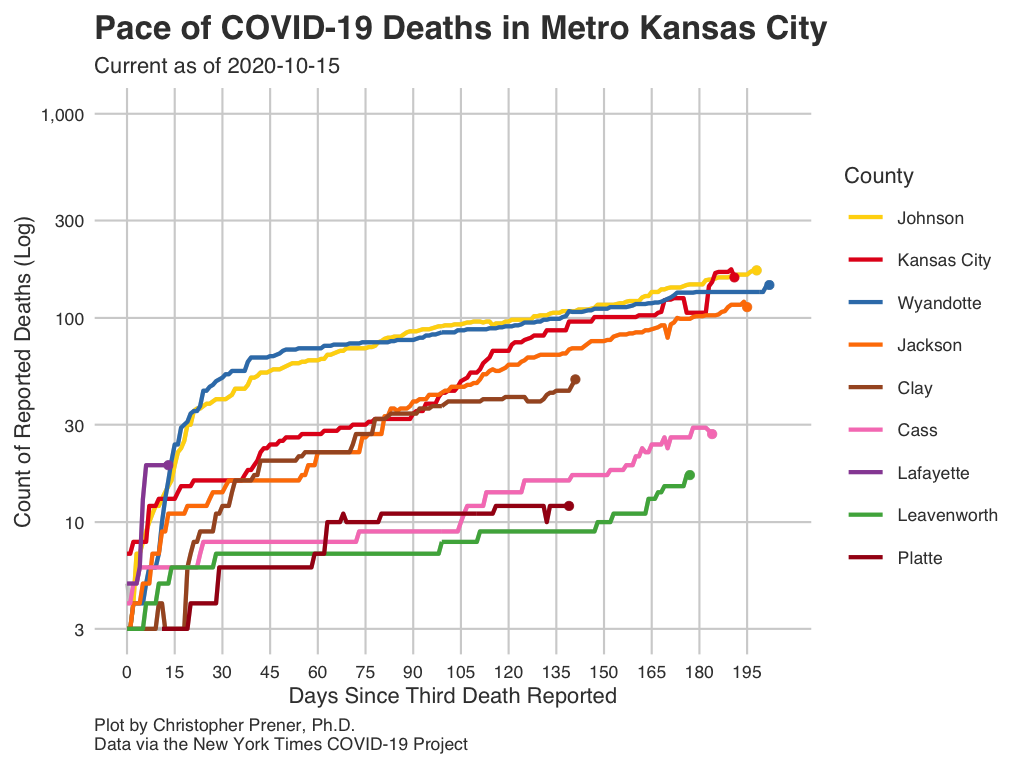 Pace of COVID-19 Deaths in Metro Kansas City
Current as of 2020-10-15
Count of Reported Deaths (Log)
1,000
300
100
30
10
3
0 15 30 45 60 75 90 105 120 135 150 165 180 195
Days Since Third Death Reported
County
Johnson
Kansas City
Wyandotte
Jackson
Clay
Cass
Lafayette
Leavenworth
Platte
Plot by Christopher Prener, Ph.D.
Data via the New York Times COVID-19 Project